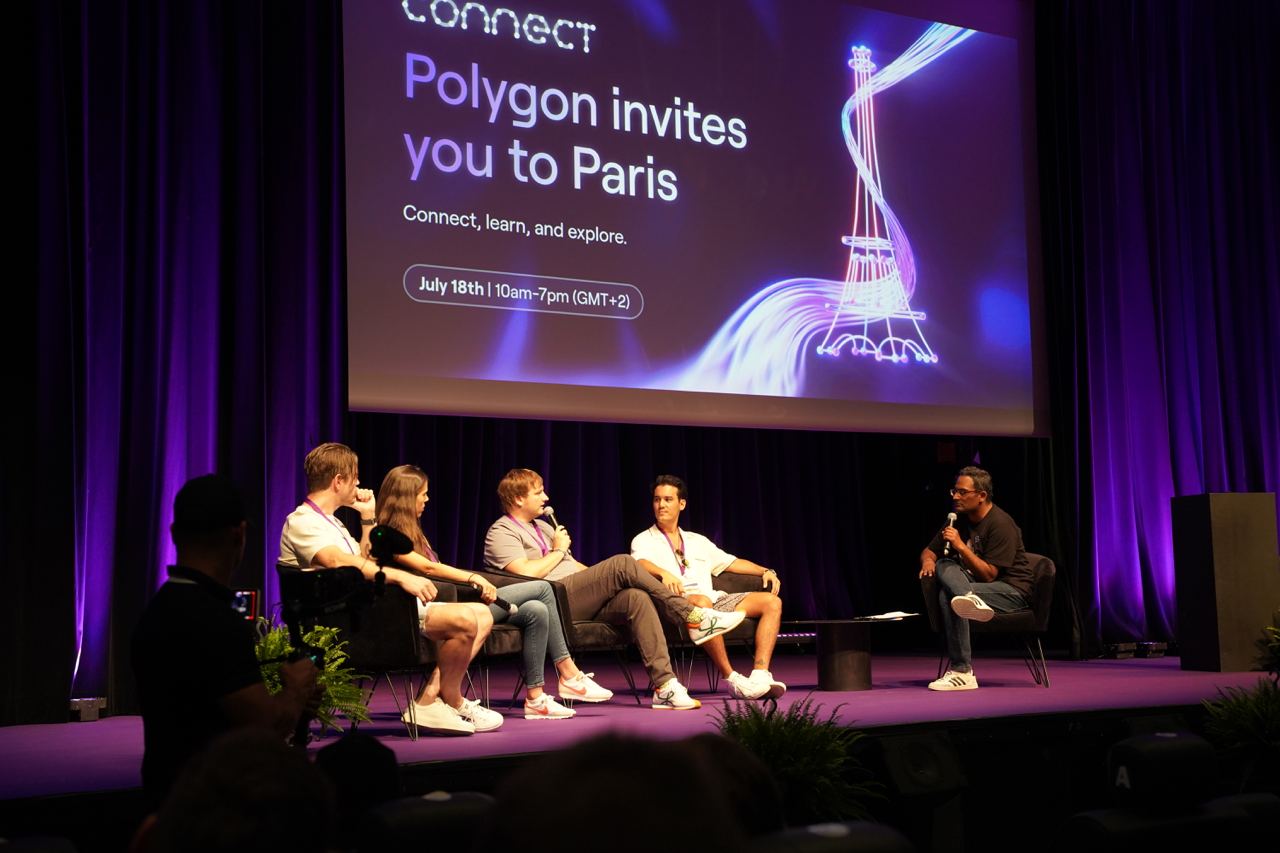 connect
Polygon invites
you to Paris
Connect, learn, and explore.
July 18th | 10am-7pm (GMT+2)
A